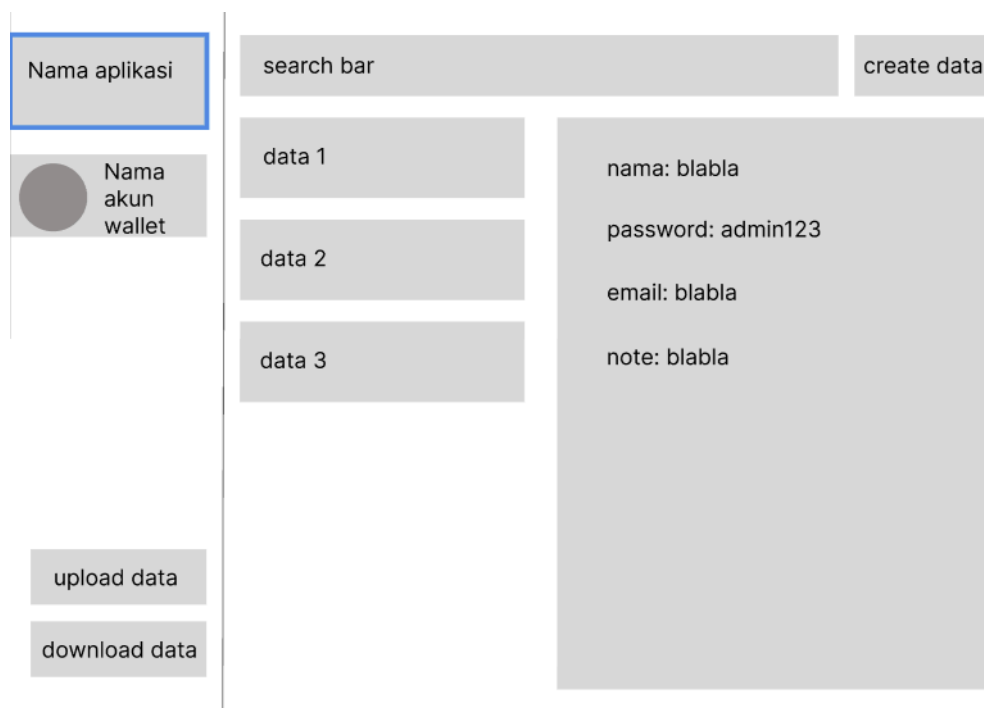 Nama aplikasi
Nama
akun
wallet
upload data
download data
search bar
create data
data 1
data 2
data 3
nama: blabla
password: admin123
email: blabla
note: blabla